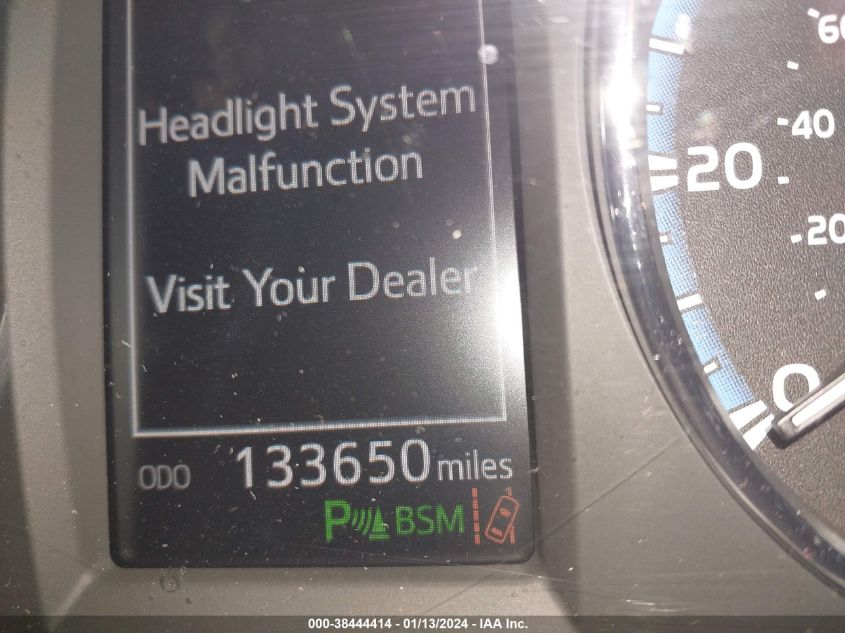 Headlight System
Malfunction
Visit Your Dealer
ODO 133650 miles
P BSM
60
40
20
20
0
000-38444414 - 01/13/2024 - IAA Inc.